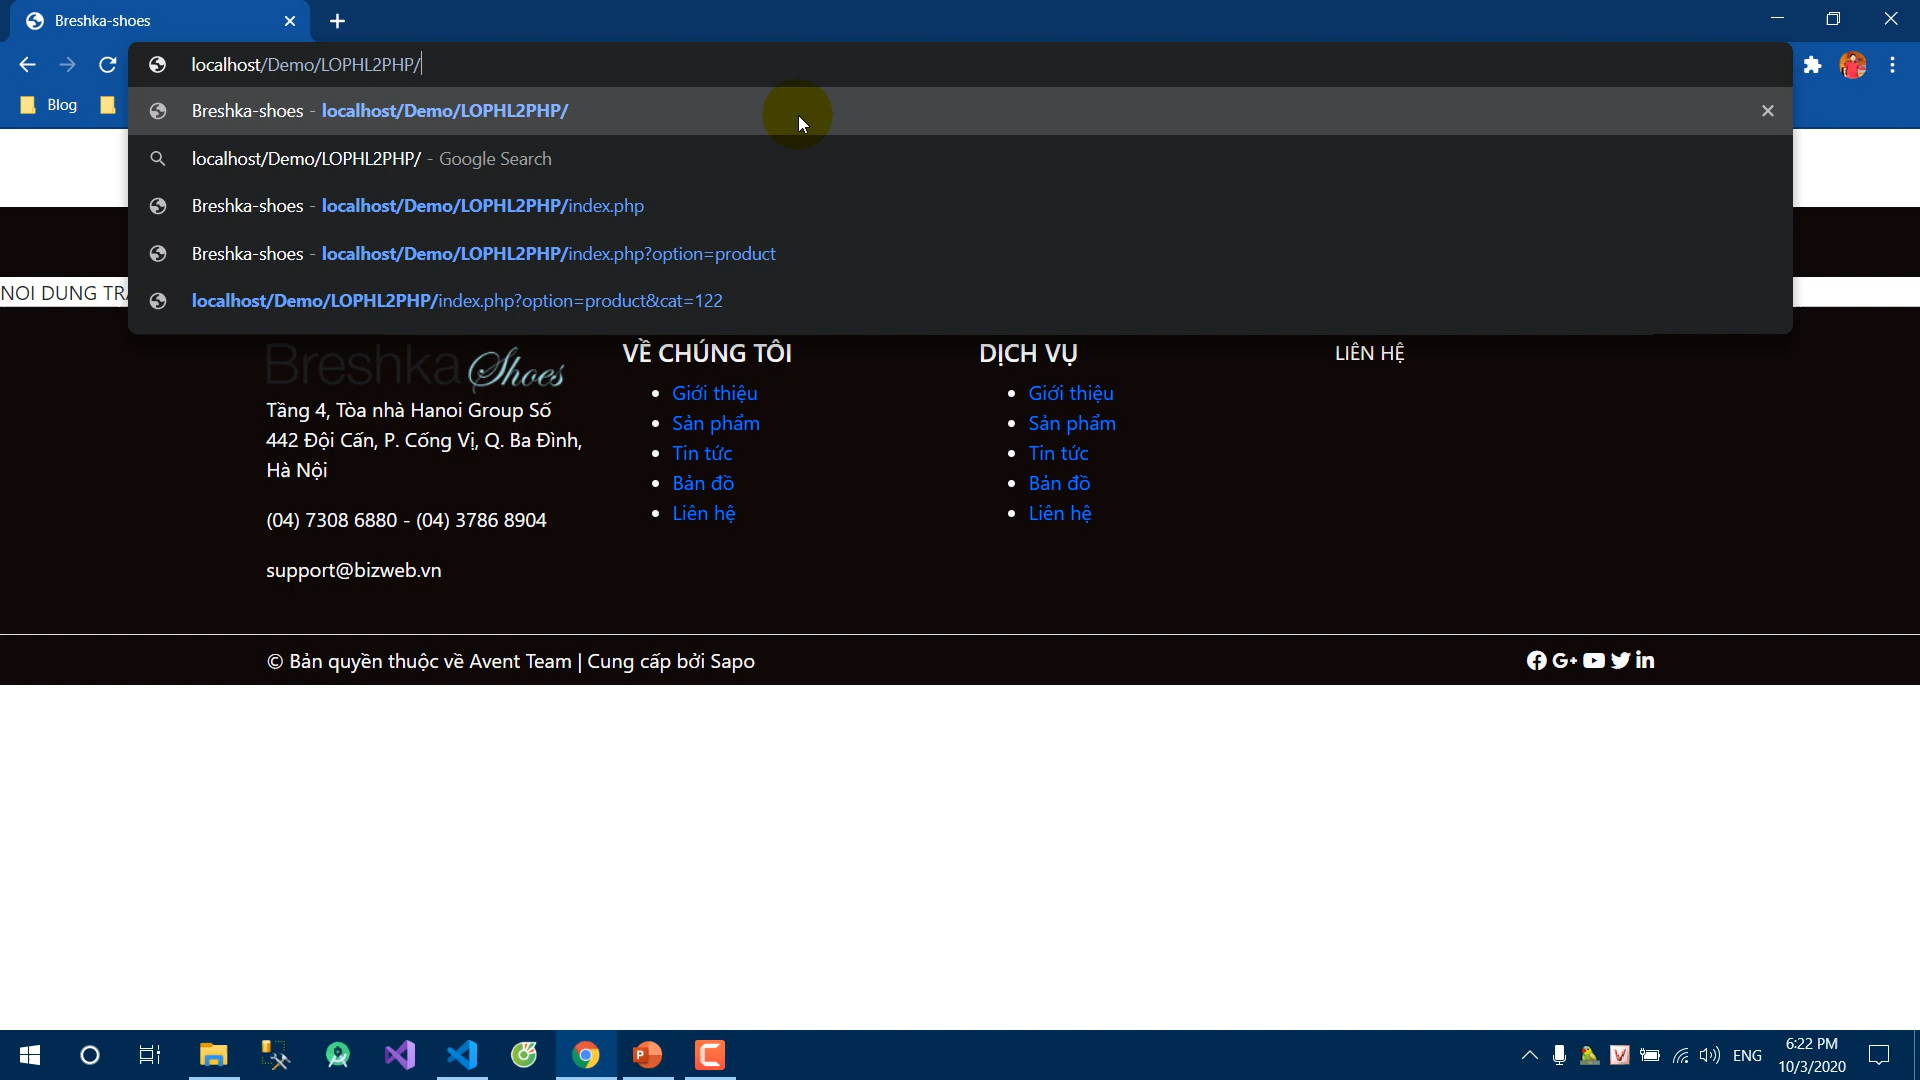 Breshka-shoes
localhost/Demo/LOPHL2PHP/
Blog
Breshka-shoes - localhost/Demo/LOPHL2PHP/
localhost/Demo/LOPHL2PHP/ - Google Search
Breshka-shoes - localhost/Demo/LOPHL2PHP/index.php
Breshka-shoes - localhost/Demo/LOPHL2PHP/index.php?option=product
localhost/Demo/LOPHL2PHP/index.php?option=product&cat=122
NOI DUNG
Breshka Shoes
Tầng 4, Tòa nhà Hanoi Group Số
442 Đội Cấn, P. Cống Vị, Q. Ba Đình,
Hà Nội
(04) 7308 6880 - (04) 3786 8904
support@bizweb.vn
VỀ CHÚNG TÔI
Giới thiệu
Sản phẩm
Tin tức
Bản đồ
Liên hệ
DỊCH VỤ
Giới thiệu
Sản phẩm
Tin tức
Bản đồ
Liên hệ
LIÊN HỆ
© Bản quyền thuộc về Avent Team | Cung cấp bởi Sapo
ENG
6:22 PM
10/3/2020